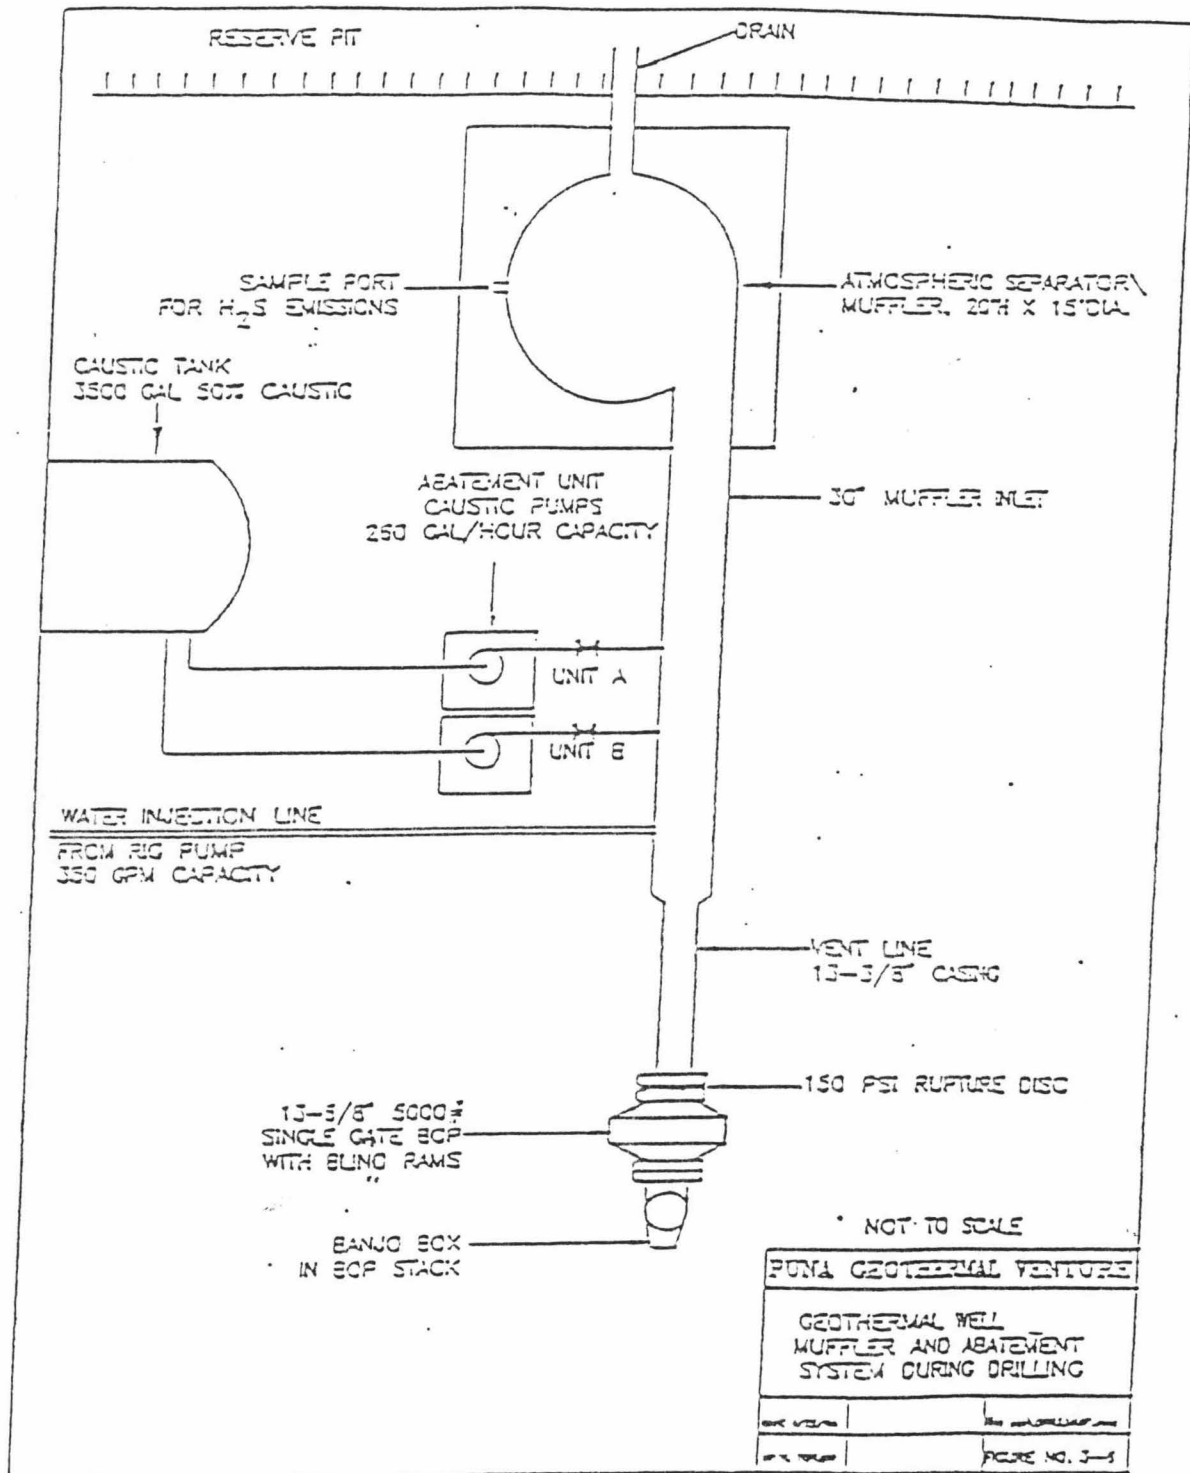 RESERVE PIT
DRAIN
SAMPLE PORT
FOR H2S EMISSIONS
ATMOSPHERIC SEPARATOR\
MUFFLER, 20'H X 15'DIA.
CAUSTIC TANK
3500 GAL 50% CAUSTIC
ABATEMENT UNIT
CAUSTIC PUMPS
250 GAL/HOUR CAPACITY
30" MUFFLER INLET
UNIT A
UNIT B
WATER INJECTION LINE
FROM RIG PUMP
350 GPM CAPACITY
VENT LINE
13-3/8" CASING
150 PSI RUPTURE DISC
13-5/8" 5000#
SINGLE GATE BOP
WITH BLIND RAMS
BANJO BOX
IN BOP STACK
NOT TO SCALE
PUNA GEOTHERMAL VENTURE
GEOTHERMAL WELL
MUFFLER AND ABATEMENT
SYSTEM DURING DRILLING
FIGURE NO.